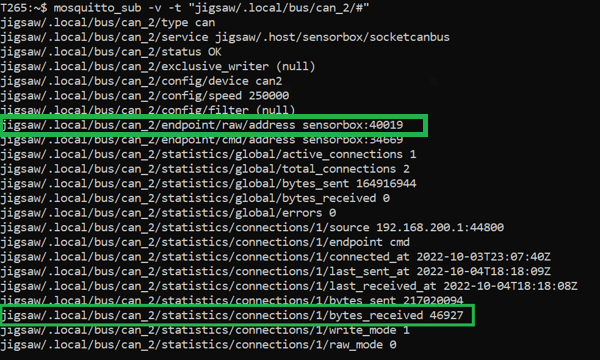 T265:~$ mosquitto_sub -v -t "jigsaw/.local/bus/can_2/#"
jigsaw/.local/bus/can_2/type can
jigsaw/.local/bus/can_2/service jigsaw/.host/sensorbox/socketcanbus
jigsaw/.local/bus/can_2/status OK
jigsaw/.local/bus/can_2/exclusive_writer (null)
jigsaw/.local/bus/can_2/config/device can2
jigsaw/.local/bus/can_2/config/speed 250000
jigsaw/.local/bus/can_2/config/filter (null)
jigsaw/.local/bus/can_2/endpoint/raw/address sensorbox:40019
jigsaw/.local/bus/can_2/endpoint/cmd/address sensorbox:34669
jigsaw/.local/bus/can_2/statistics/global/active_connections 1
jigsaw/.local/bus/can_2/statistics/global/total_connections 2
jigsaw/.local/bus/can_2/statistics/global/bytes_sent 164916944
jigsaw/.local/bus/can_2/statistics/global/bytes_received 0
jigsaw/.local/bus/can_2/statistics/global/errors 0
jigsaw/.local/bus/can_2/statistics/connections/1/source 192.168.200.1:44800
jigsaw/.local/bus/can_2/statistics/connections/1/endpoint cmd
jigsaw/.local/bus/can_2/statistics/connections/1/connected_at 2022-10-03T23:07:40Z
jigsaw/.local/bus/can_2/statistics/connections/1/last_sent_at 2022-10-04T18:18:09Z
jigsaw/.local/bus/can_2/statistics/connections/1/last_received_at 2022-10-04T18:18:08Z
jigsaw/.local/bus/can_2/statistics/connections/1/bytes_sent 217020094
jigsaw/.local/bus/can_2/statistics/connections/1/bytes_received 46927
jigsaw/.local/bus/can_2/statistics/connections/1/write_mode 1
jigsaw/.local/bus/can_2/statistics/connections/1/raw_mode 0